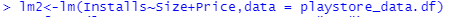 > lm2<-lm(Installs~Size+Price,data = playstore_data.df)